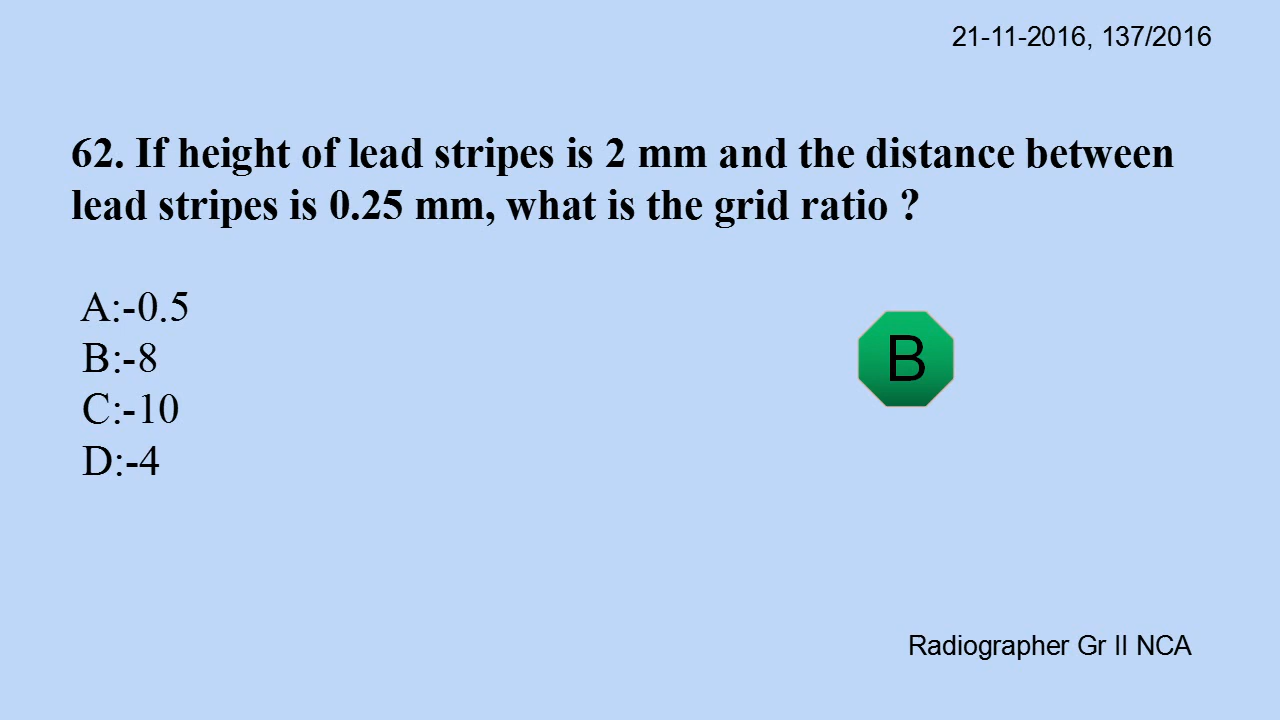 21-11-2016, 137/2016
62. If height of lead stripes is 2 mm and the distance between
lead stripes is 0.25 mm, what is the grid ratio ?
A:-0.5
B:-8
C:-10
D:-4
B
Radiographer Gr II NCA